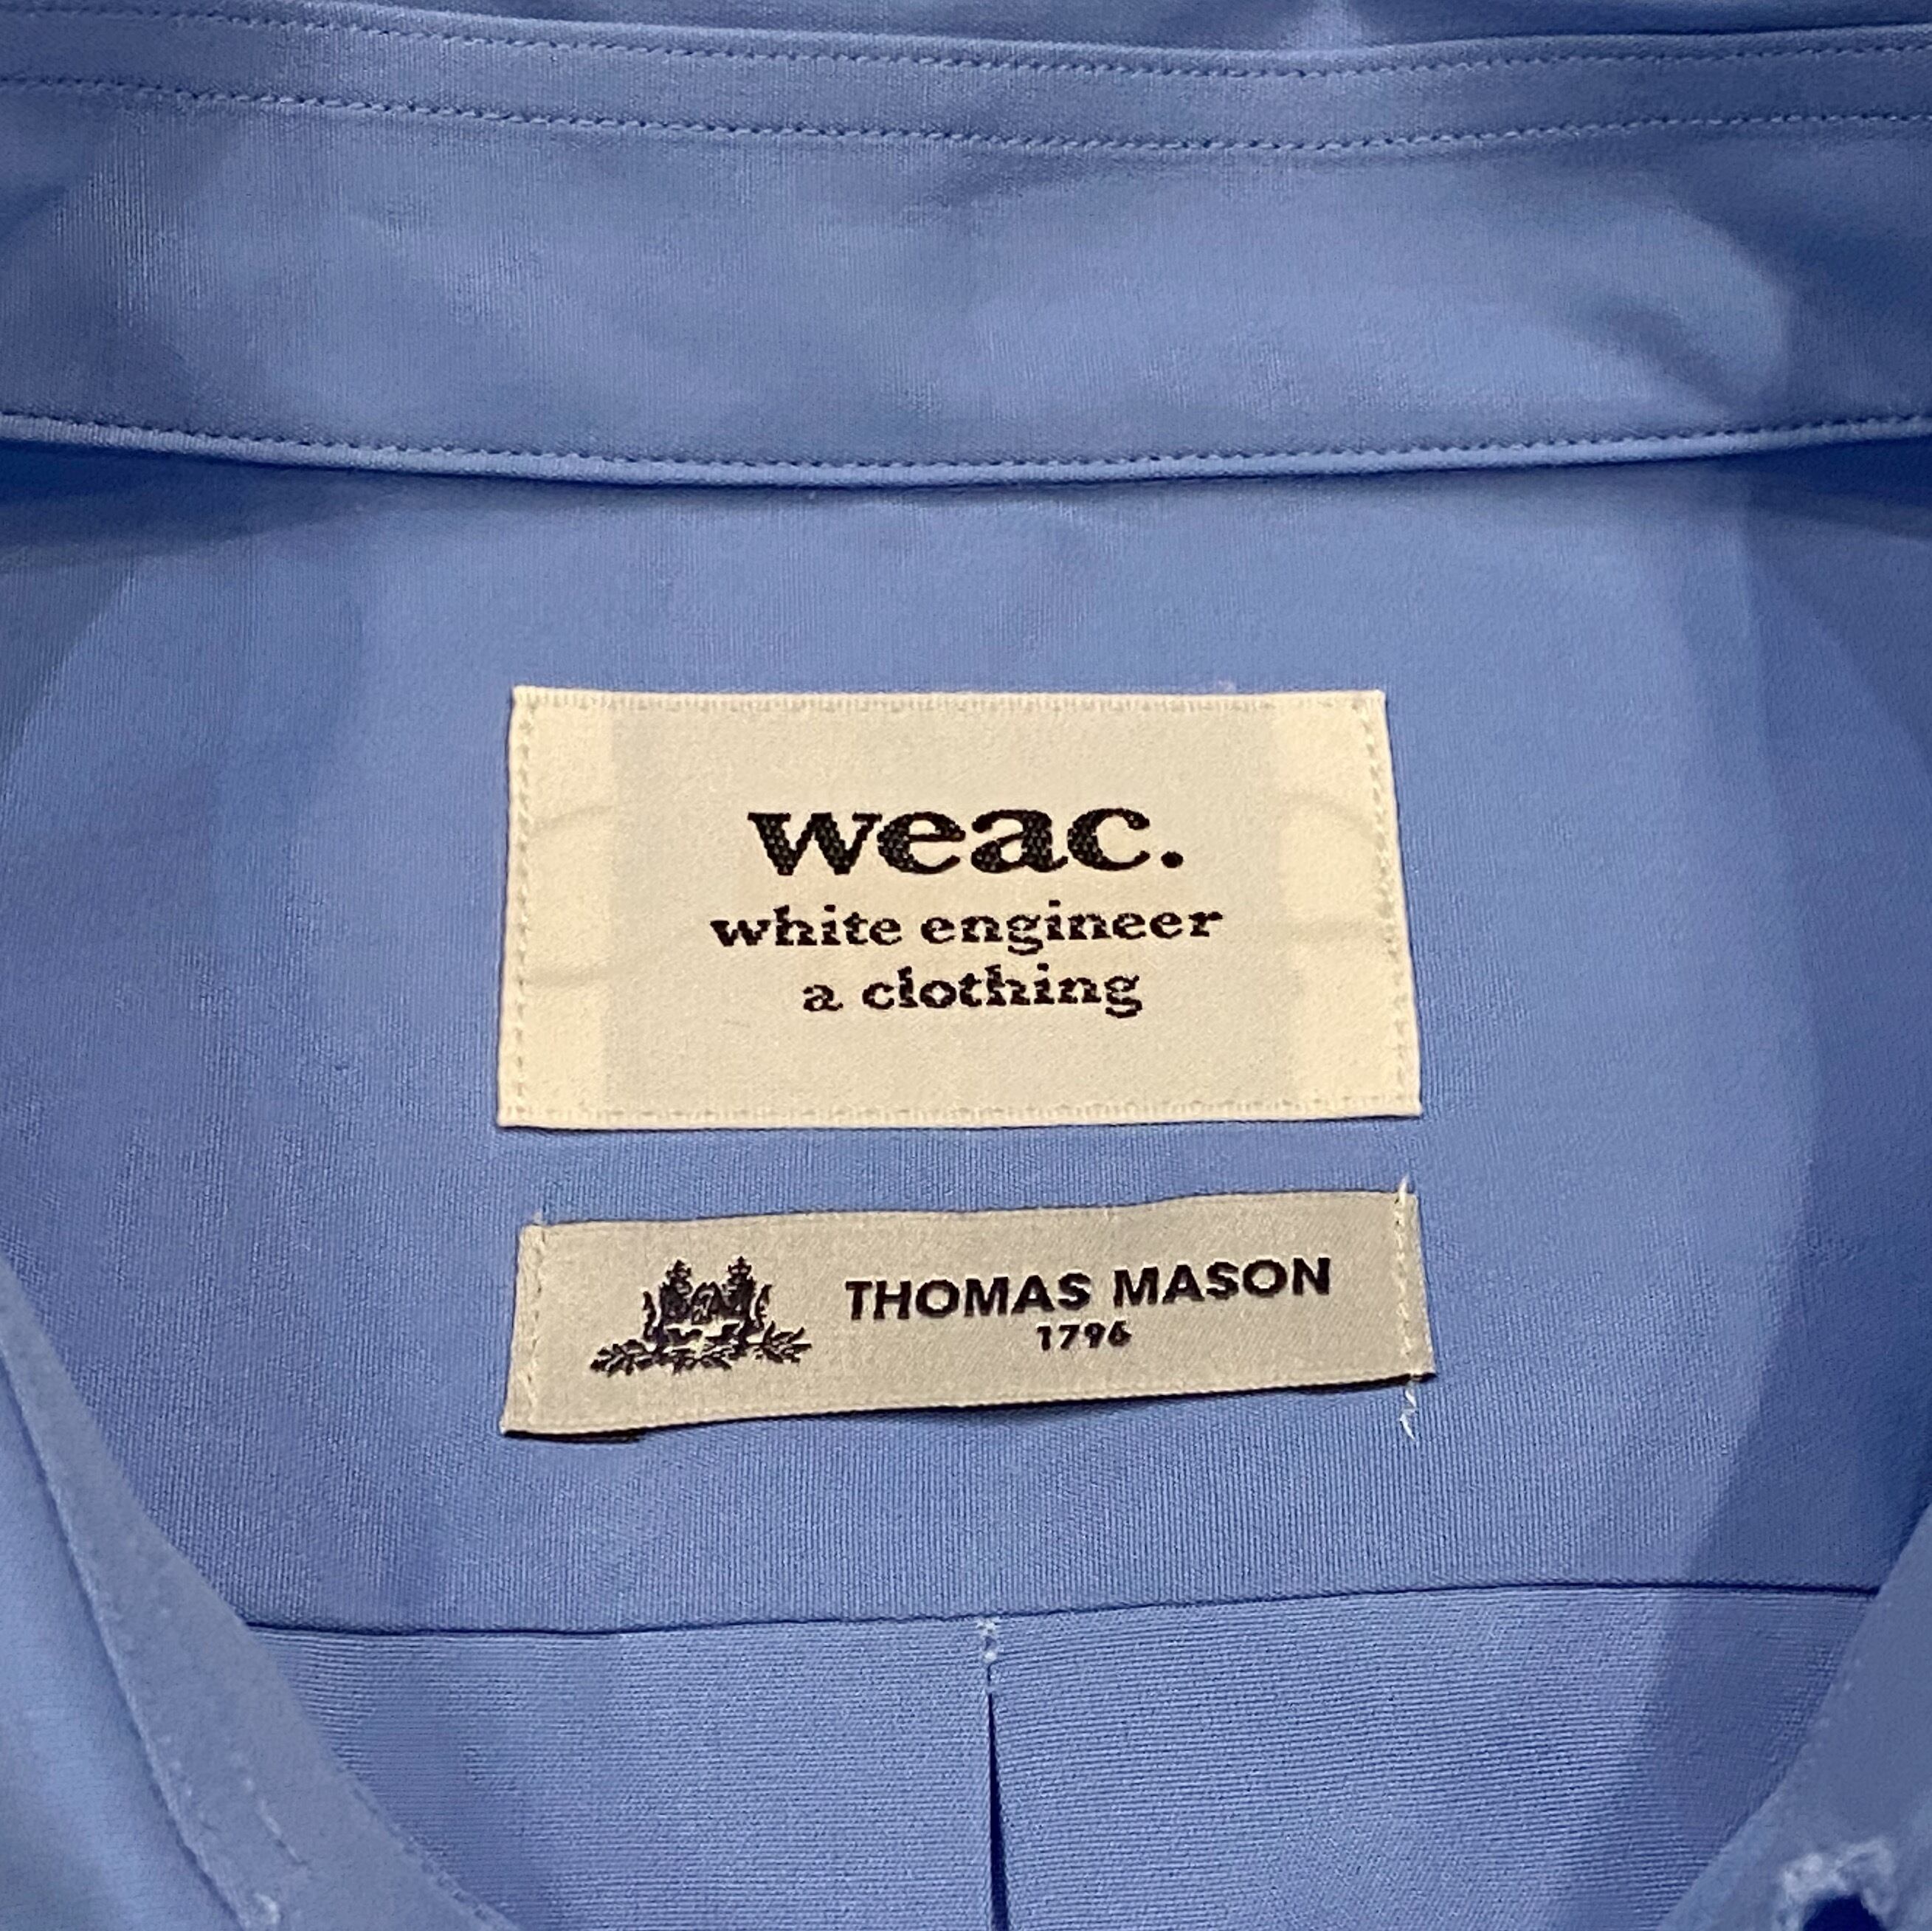 weac.
white engineer
a clothing
THOMAS MASON
1796